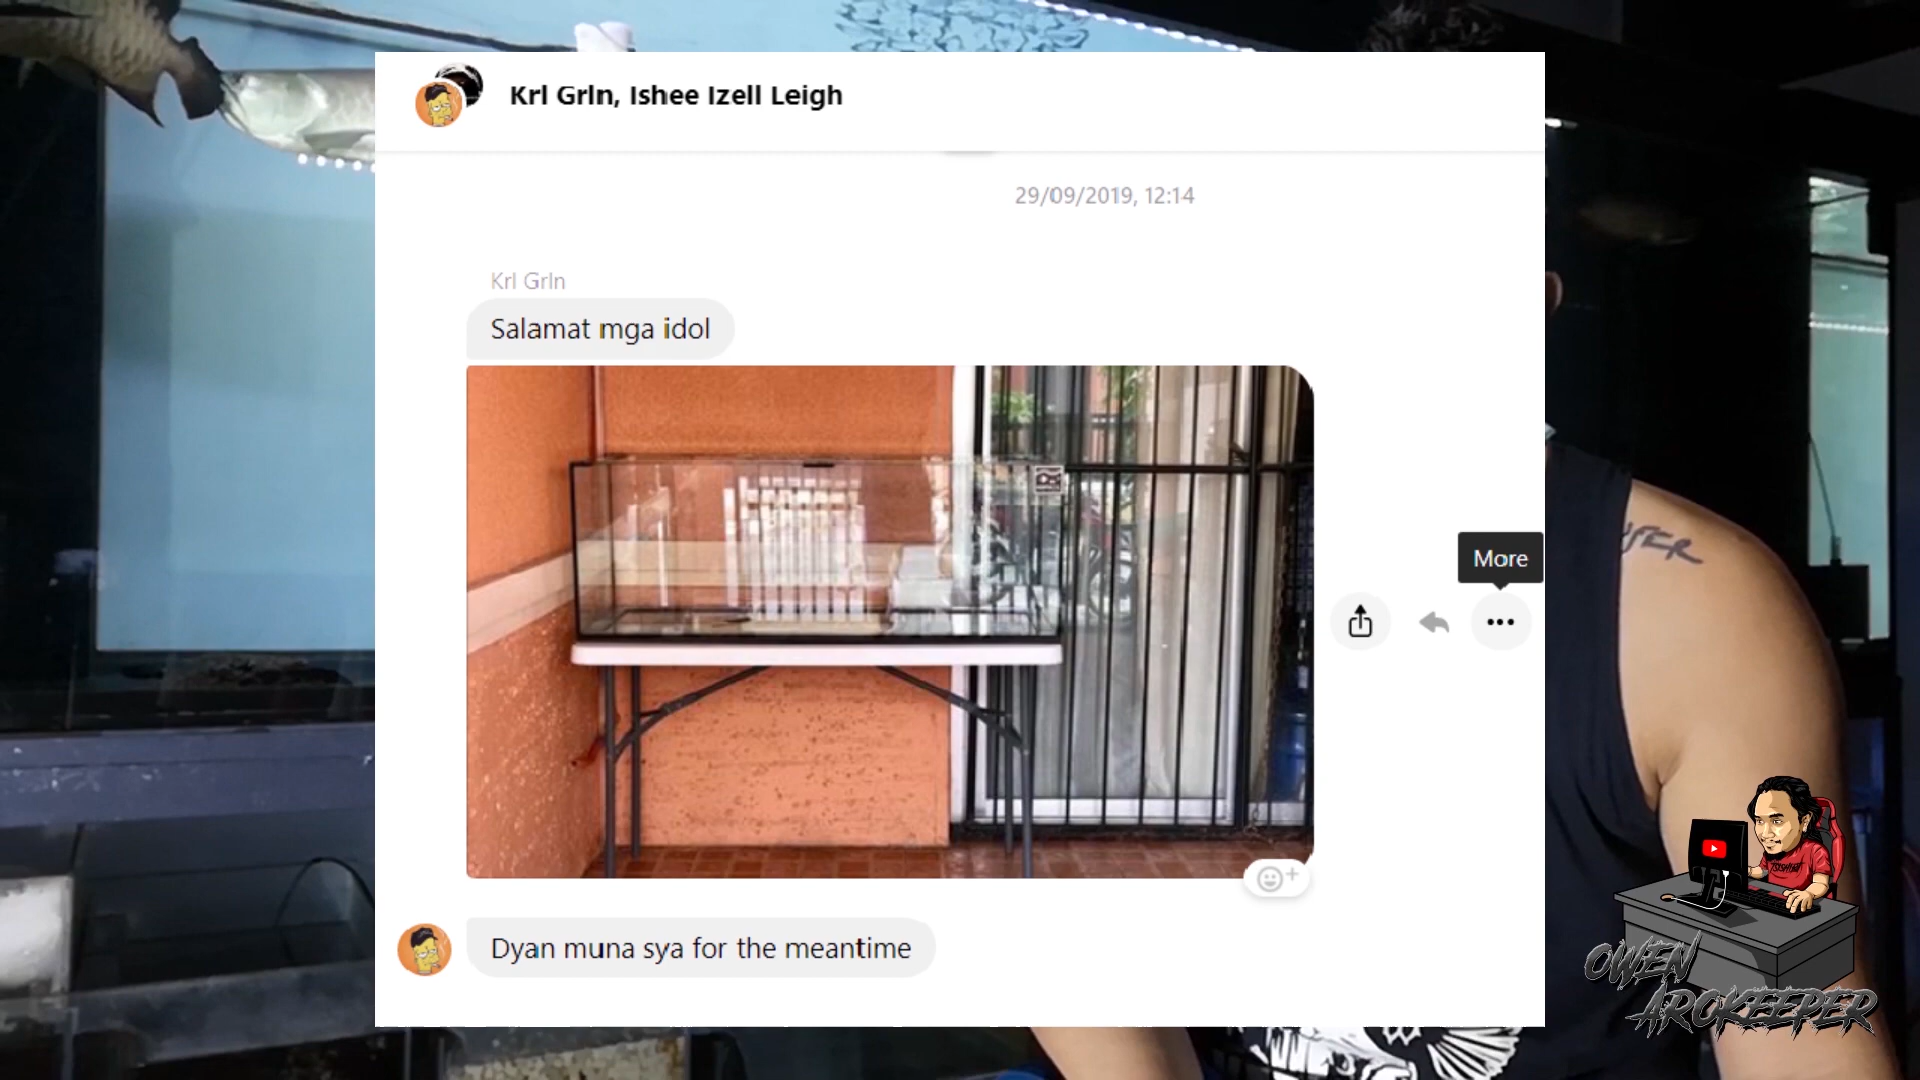 Krl Grln, Ishee Izell Leigh
29/09/2019, 12:14
Krl Grln
Salamat mga idol
More
Dyan muna sya for the meantime
OWEN
AROKEEPER